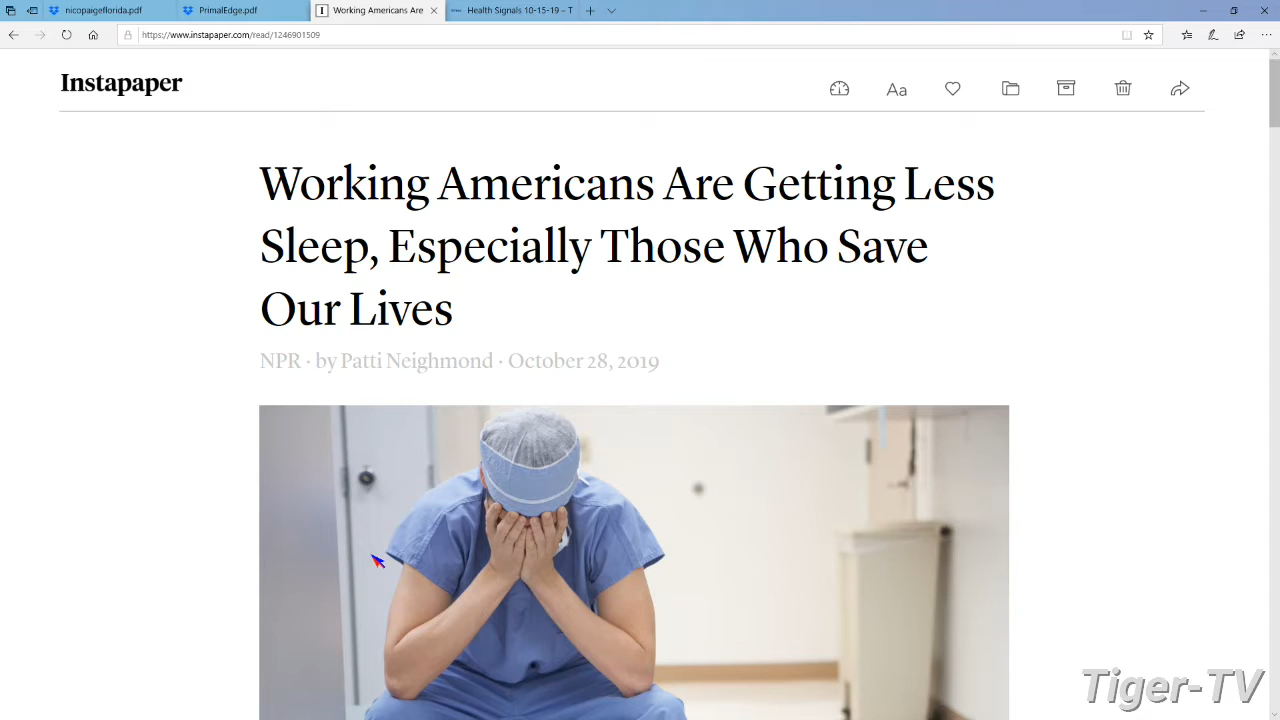 nicopaigeflorida.pdf
PrimalEdge.pdf
Working Americans Are
Health Signals 10-15-19 – T
https://www.instapaper.com/read/1246901509
Instapaper
Aa
Working Americans Are Getting Less
Sleep, Especially Those Who Save
Our Lives
NPR · by Patti Neighmond · October 28, 2019
Tiger-TV